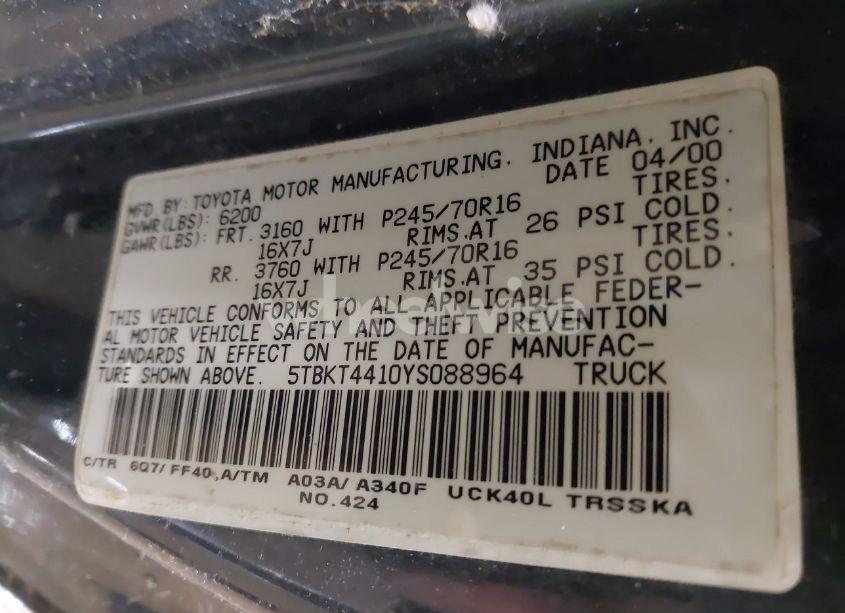 MFD BY: TOYOTA MOTOR MANUFACTURING. INDIANA. INC.
GVWR(LBS): 6200 DATE 04/00
GAWR(LBS): FRT. 3160 WITH P245/70R16 TIRES.
16X7J RIMS.AT 26 PSI COLD.
RR. 3760 WITH P245/70R16 TIRES.
16X7J RIMS.AT 35 PSI COLD.
THIS VEHICLE CONFORMS TO ALL APPLICABLE FEDER-
AL MOTOR VEHICLE SAFETY AND THEFT PREVENTION
STANDARDS IN EFFECT ON THE DATE OF MANUFAC-
TURE SHOWN ABOVE. 5TBKT4410YS088964 TRUCK
C/TR 6Q7/ FF40,A/TM A03A/ A340F UCK40L TRSSKA
NO.424